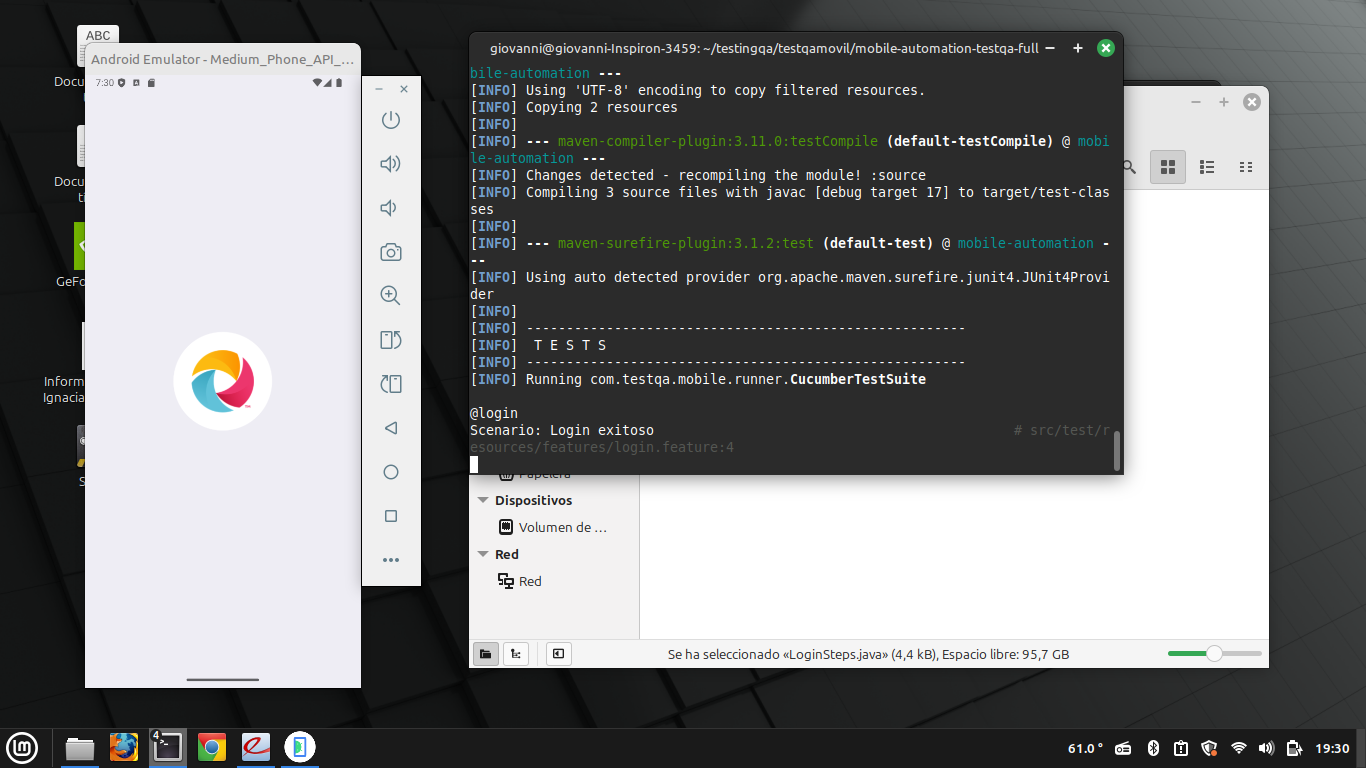 ABC
Docu
Docu
ti
GeFo
Inform
Ignacia
S
Android Emulator - Medium_Phone_API_...
7:30
giovanni@giovanni-Inspiron-3459: ~/testingqa/testqamovil/mobile-automation-testqa-full
bile-automation ---
[INFO] Using 'UTF-8' encoding to copy filtered resources.
[INFO] Copying 2 resources
[INFO]
[INFO] --- maven-compiler-plugin:3.11.0:testCompile (default-testCompile) @ mobi
le-automation ---
[INFO] Changes detected - recompiling the module! :source
[INFO] Compiling 3 source files with javac [debug target 17] to target/test-clas
ses
[INFO]
[INFO] --- maven-surefire-plugin:3.1.2:test (default-test) @ mobile-automation -
--
[INFO] Using auto detected provider org.apache.maven.surefire.junit4.JUnit4Provi
der
[INFO]
[INFO] -------------------------------------------------------
[INFO]  T E S T S
[INFO] -------------------------------------------------------
[INFO] Running com.testqa.mobile.runner.CucumberTestSuite
@login
Scenario: Login exitoso # src/test/r
esources/features/login.feature:4
Papelera
Dispositivos
Volumen de ...
Red
Red
Se ha seleccionado «LoginSteps.java» (4,4 kB), Espacio libre: 95,7 GB
4
61.0 °
19:30